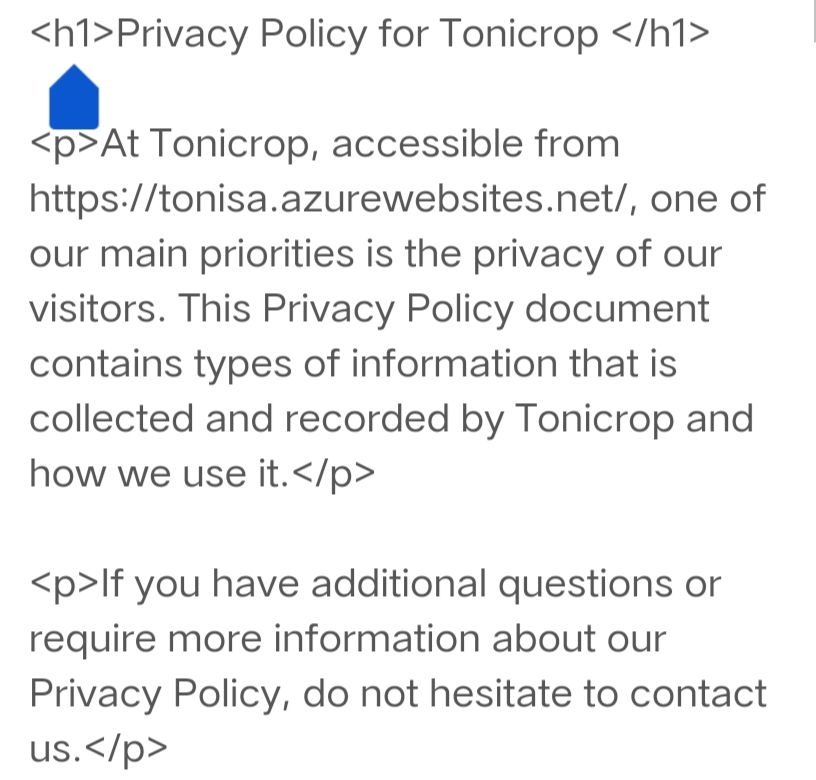 <h1>Privacy Policy for Tonicrop </h1>
<p>At Tonicrop, accessible from
https://tonisa.azurewebsites.net/, one of
our main priorities is the privacy of our
visitors. This Privacy Policy document
contains types of information that is
collected and recorded by Tonicrop and
how we use it.</p>
<p>If you have additional questions or
require more information about our
Privacy Policy, do not hesitate to contact
us.</p>